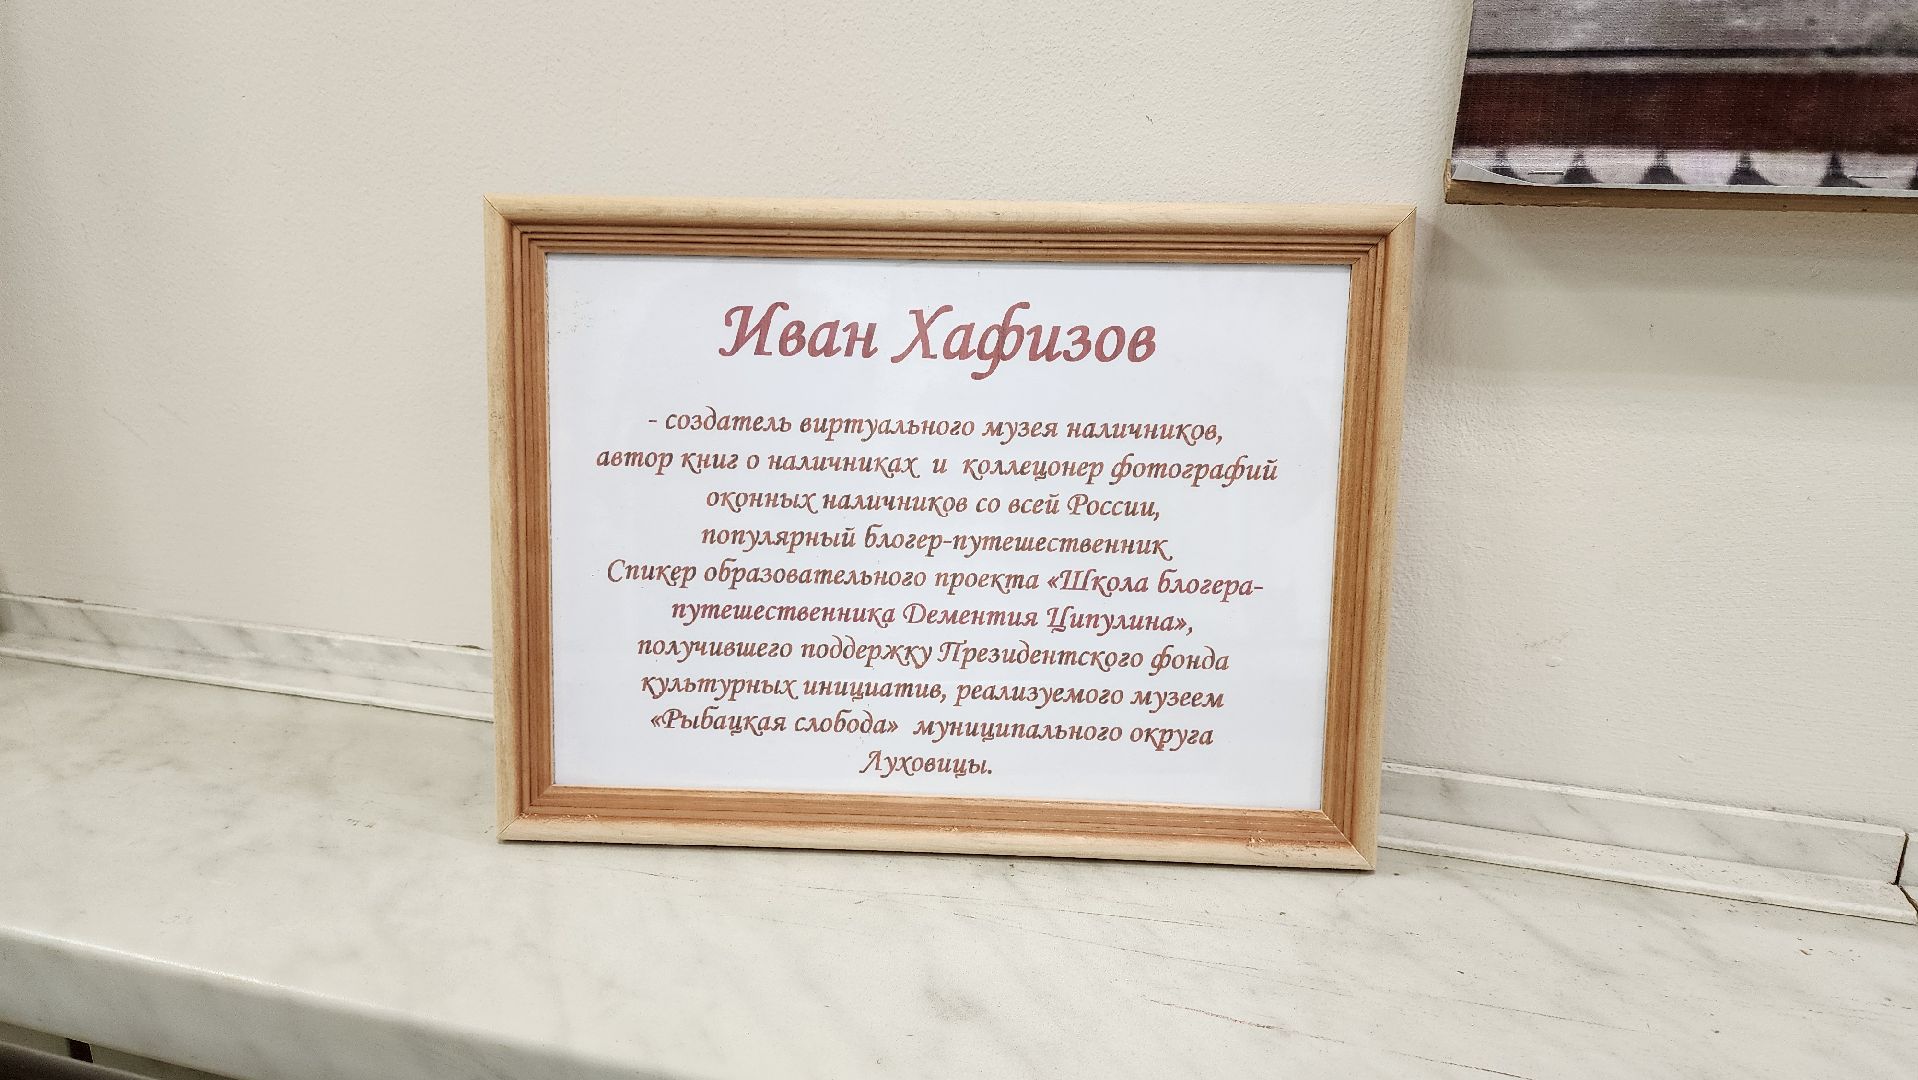 Иван Хафизов
- создатель виртуального музея наличников,
автор книг о наличниках и коллецонер фотографий
оконных наличников со всей России,
популярный блогер-путешественник
Спикер образовательного проекта «Школа блогера-
путешественника Дементия Ципулина»,
получившего поддержку Президентского фонда
культурных инициатив, реализуемого музеем
«Рыбацкая слобода» муниципального округа
Луховицы.